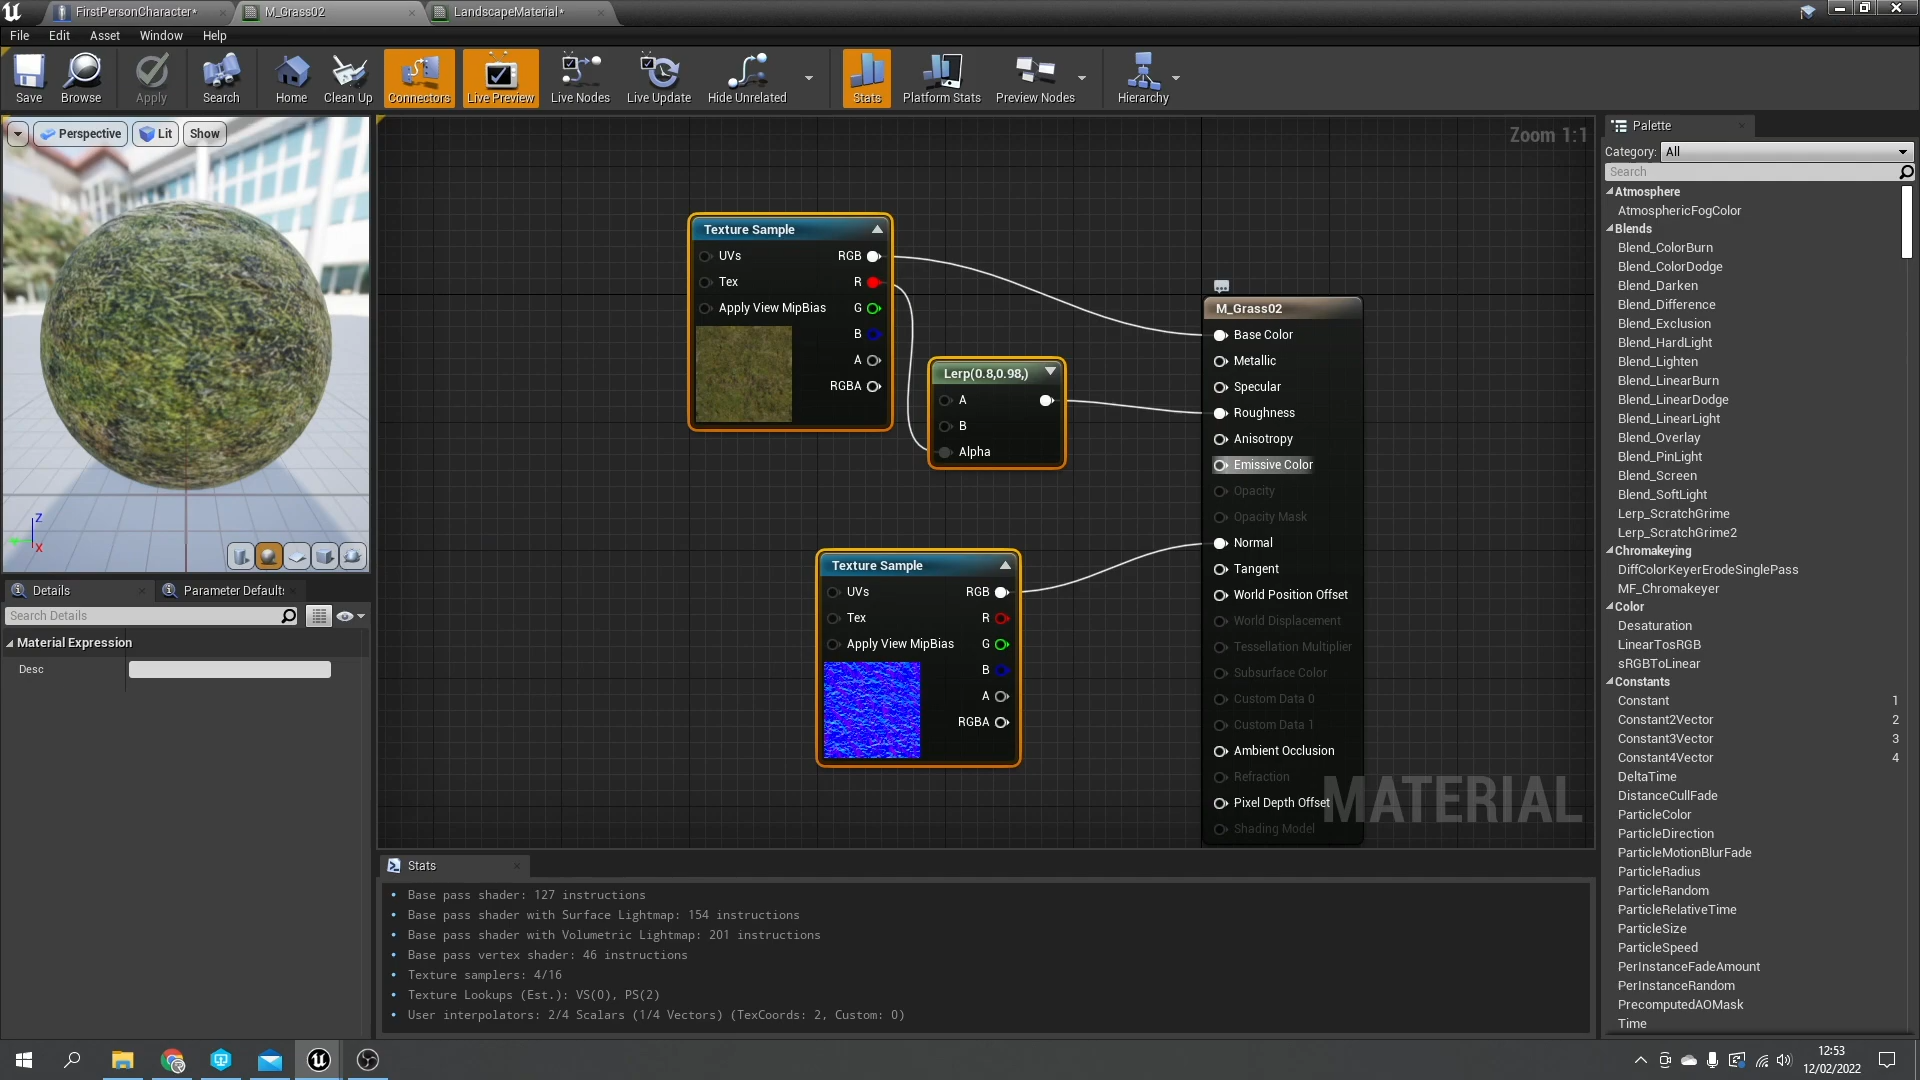 FirstPersonCharacter*
M_Grass02
LandscapeMaterial*
File
Edit
Asset
Window
Help
Save
Browse
Apply
Search
Home
Clean Up
Connectors
Live Preview
Live Nodes
Live Update
Hide Unrelated
Stats
Platform Stats
Preview Nodes
Hierarchy
Perspective
Lit
Show
Z
X
Details
Parameter Default
Search Details
Material Expression
Desc
Zoom 1:1
Texture Sample
UVs
RGB
Tex
R
Apply View MipBias
G
B
A
RGBA
Lerp(0.8,0.98,)
A
B
Alpha
Texture Sample
UVs
RGB
Tex
R
Apply View MipBias
G
B
A
RGBA
M_Grass02
Base Color
Metallic
Specular
Roughness
Anisotropy
Emissive Color
Opacity
Opacity Mask
Normal
Tangent
World Position Offset
World Displacement
Tessellation Multiplier
Subsurface Color
Custom Data 0
Custom Data 1
Ambient Occlusion
Refraction
Pixel Depth Offset
Shading Model
MATERIAL
Stats
Base pass shader: 127 instructions
Base pass shader with Surface Lightmap: 154 instructions
Base pass shader with Volumetric Lightmap: 201 instructions
Base pass vertex shader: 46 instructions
Texture samplers: 4/16
Texture Lookups (Est.): VS(0), PS(2)
User interpolators: 2/4 Scalars (1/4 Vectors) (TexCoords: 2, Custom: 0)
Palette
Category: All
Search
Atmosphere
AtmosphericFogColor
Blends
Blend_ColorBurn
Blend_ColorDodge
Blend_Darken
Blend_Difference
Blend_Exclusion
Blend_HardLight
Blend_Lighten
Blend_LinearBurn
Blend_LinearDodge
Blend_LinearLight
Blend_Overlay
Blend_PinLight
Blend_Screen
Blend_SoftLight
Lerp_ScratchGrime
Lerp_ScratchGrime2
Chromakeying
DiffColorKeyerErodeSinglePass
MF_Chromakeyer
Color
Desaturation
LinearTosRGB
sRGBToLinear
Constants
Constant 1
Constant2Vector 2
Constant3Vector 3
Constant4Vector 4
DeltaTime
DistanceCullFade
ParticleColor
ParticleDirection
ParticleMotionBlurFade
ParticleRadius
ParticleRandom
ParticleRelativeTime
ParticleSize
ParticleSpeed
PerInstanceFadeAmount
PerInstanceRandom
PrecomputedAOMask
Time
12:53
12/02/2022